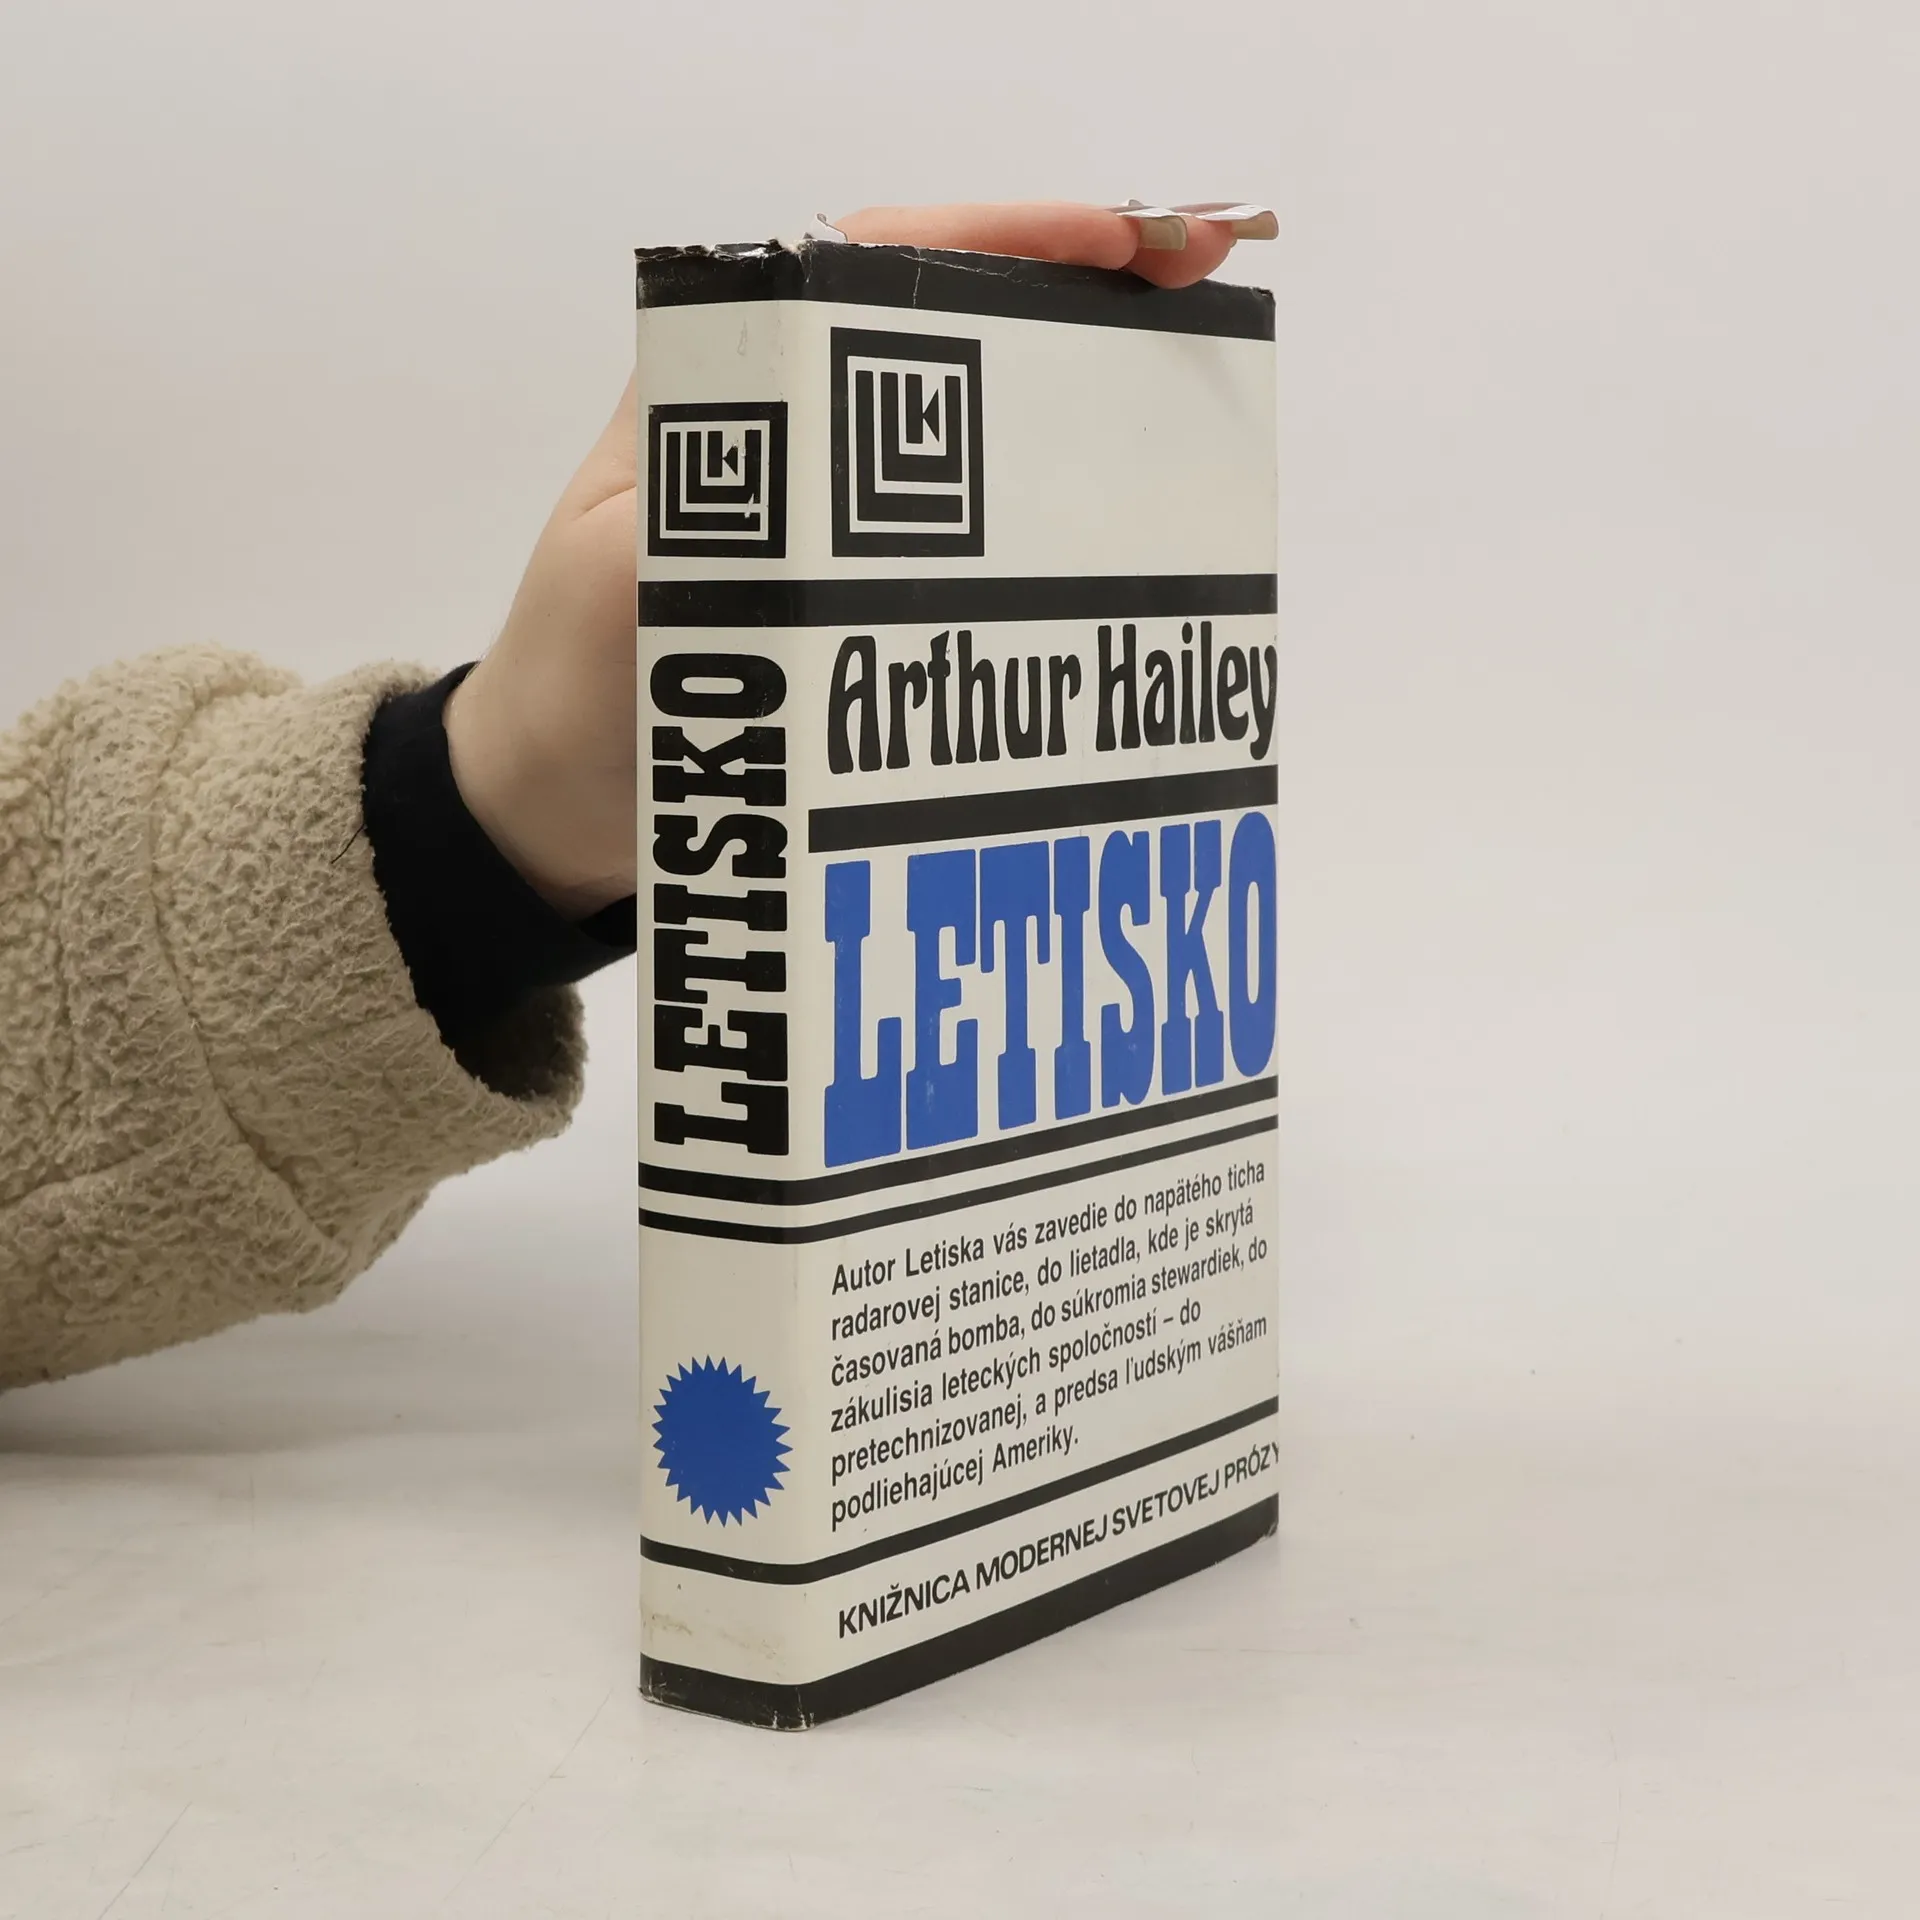 LETISKO
Arthur Hailey
LETISKO
Autor Letiska vás zavedie do napätého ticha
radarovej stanice, do lietadla, kde je skrytá
časovaná bomba, do súkromia stewardiek, do
zákulisia leteckých spoločností – do
pretechnizovanej, a predsa ľudským vášňam
podliehajúcej Ameriky.
KNIŽNICA MODERNEJ SVETOVEJ PRÓZY